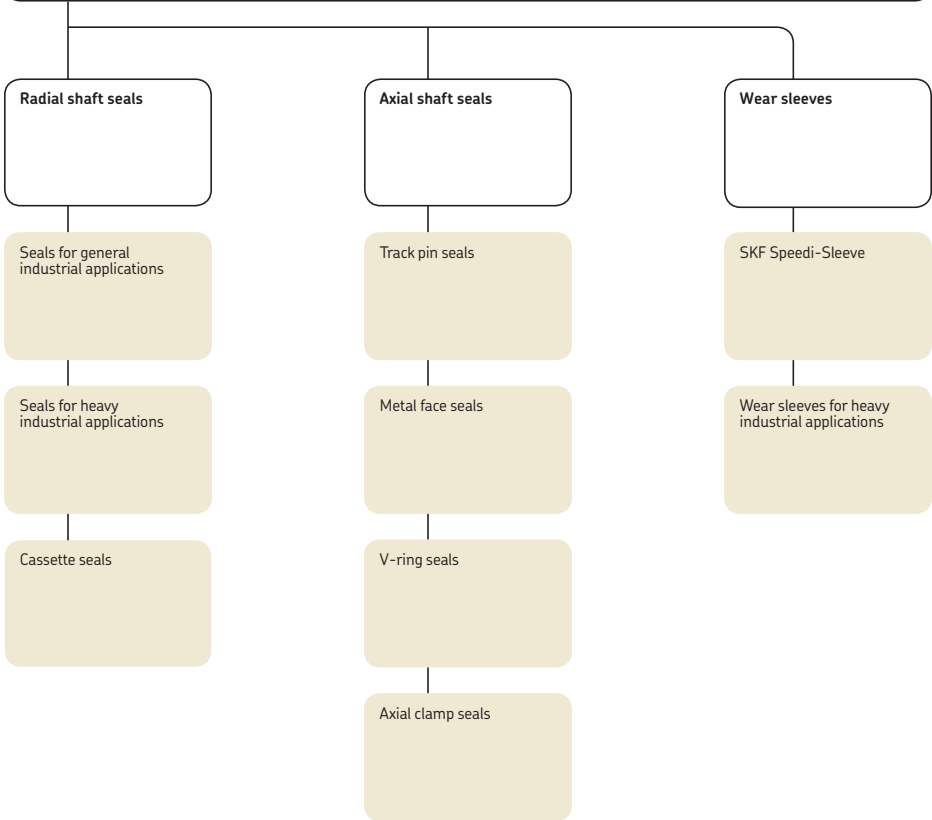 Radial shaft seals
Axial shaft seals
Wear sleeves
Seals for general
industrial applications
Track pin seals
SKF Speedi-Sleeve
Seals for heavy
industrial applications
Metal face seals
Wear sleeves for heavy
industrial applications
Cassette seals
V-ring seals
Axial clamp seals